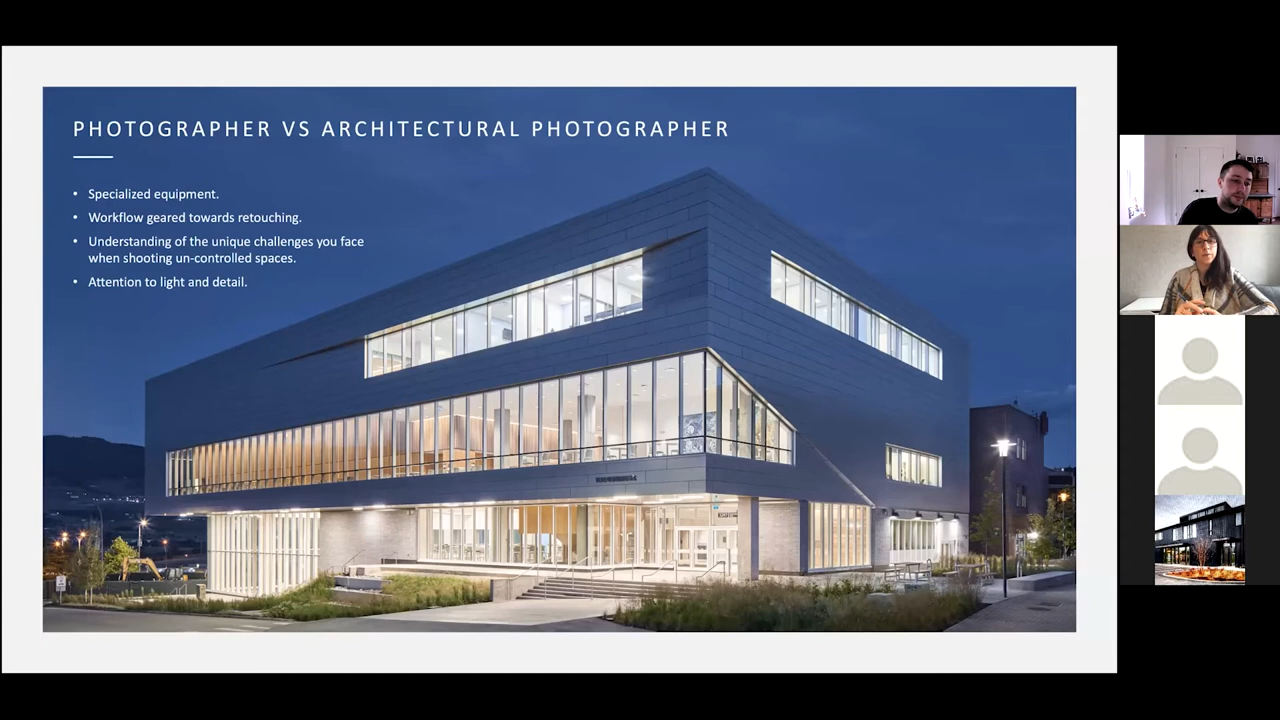 PHOTOGRAPHER VS ARCHITECTURAL PHOTOGRAPHER
• Specialized equipment.
• Workflow geared towards retouching.
• Understanding of the unique challenges you face
when shooting un-controlled spaces.
• Attention to light and detail.